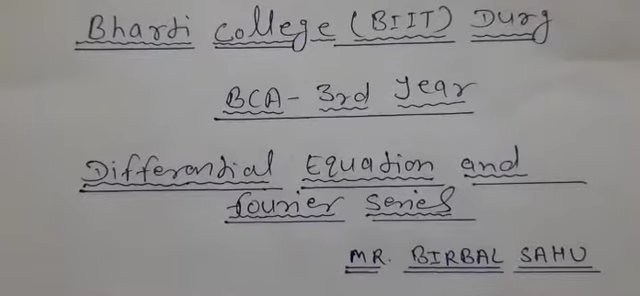 Bharti College (BIIT) Durg
BCA - 3rd Year
Differential Equation and
fourier series
MR. BIRBAL SAHU